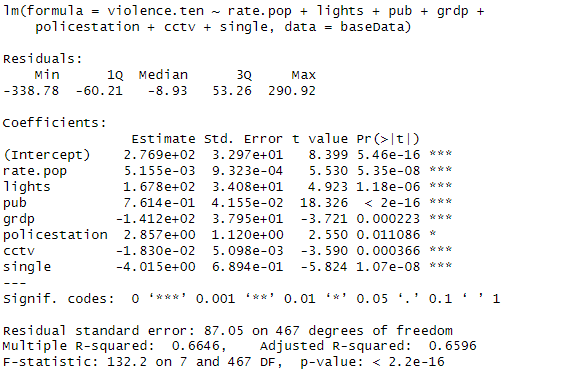 lm(formula = violence.ten ~ rate.pop + lights + pub + grdp +
    policestation + cctv + single, data = baseData)

Residuals:
    Min      1Q  Median      3Q     Max
-338.78  -60.21   -8.93   53.26  290.92

Coefficients:
                Estimate Std. Error t value Pr(>|t|)
(Intercept)    2.769e+02  3.297e+01   8.399 5.46e-16 ***
rate.pop       5.155e-03  9.323e-04   5.530 5.35e-08 ***
lights         1.678e+02  3.408e+01   4.923 1.18e-06 ***
pub            7.614e-01  4.155e-02  18.326  < 2e-16 ***
grdp          -1.412e+02  3.795e+01  -3.721 0.000223 ***
policestation  2.857e+00  1.120e+00   2.550 0.011086 *
cctv          -1.830e-02  5.098e-03  -3.590 0.000366 ***
single        -4.015e+00  6.894e-01  -5.824 1.07e-08 ***
---
Signif. codes:  0 ‘***’ 0.001 ‘**’ 0.01 ‘*’ 0.05 ‘.’ 0.1 ‘ ’ 1

Residual standard error: 87.05 on 467 degrees of freedom
Multiple R-squared:  0.6646,    Adjusted R-squared:  0.6596
F-statistic: 132.2 on 7 and 467 DF,  p-value: < 2.2e-16